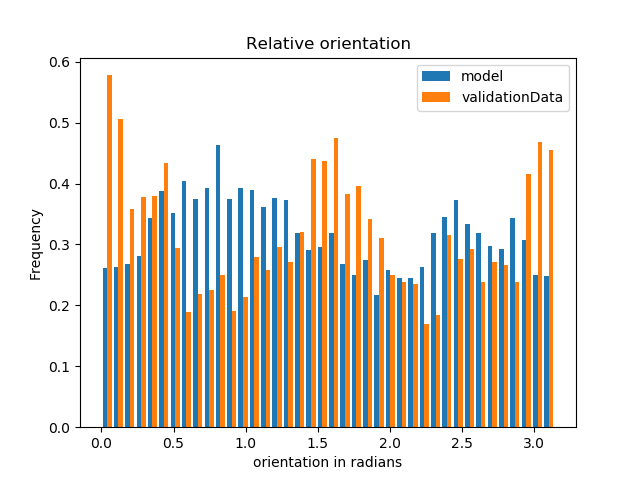 Relative orientation
model
validationData
Frequency
0.6
0.5
0.4
0.3
0.2
0.1
0.0
0.0 0.5 1.0 1.5 2.0 2.5 3.0
orientation in radians